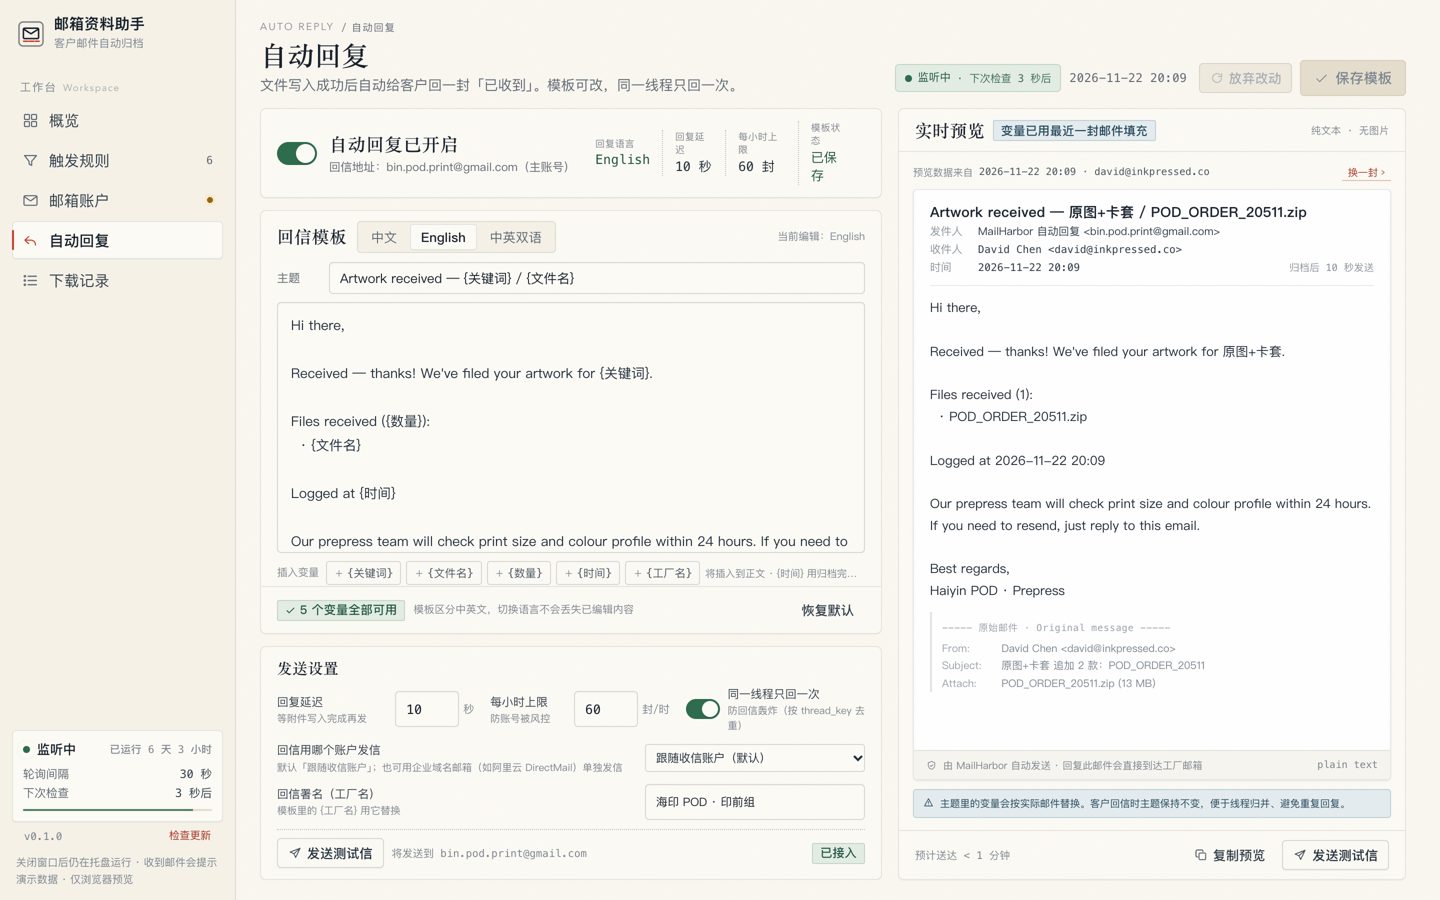 邮箱资料助手
客户邮件自动归档
工作台 Workspace
概览
触发规则 6
邮箱账户
自动回复
下载记录
监听中 已运行 6 天 3 小时
轮询间隔 30 秒
下次检查 3 秒后
v0.1.0 检查更新
关闭窗口后仍在托盘运行 · 收到邮件会提示
演示数据 · 仅浏览器预览
AUTO REPLY / 自动回复
自动回复
文件写入成功后自动给客户回一封「已收到」。模板可改，同一线程只回一次。
监听中 · 下次检查 3 秒后
2026-11-22 20:09
放弃改动
保存模板
自动回复已开启
回信地址：bin.pod.print@gmail.com（主账号）
回复语言
English
回复延
迟
10 秒
每小时上
限
60 封
模板状
态
已保
存
回信模板
中文
English
中英双语
当前编辑：English
主题
Artwork received — {关键词} / {文件名}
Hi there,
Received — thanks! We've filed your artwork for {关键词}.
Files received ({数量}):
· {文件名}
Logged at {时间}
Our prepress team will check print size and colour profile within 24 hours. If you need to
插入变量 + {关键词} + {文件名} + {数量} + {时间} + {工厂名} 将插入到正文 · {时间} 用归档完…
✓ 5 个变量全部可用
模板区分中英文，切换语言不会丢失已编辑内容
恢复默认
发送设置
回复延迟
等附件写入完成再发
10 秒
每小时上限
防账号被风控
60 封/时
同一线程只回一次
防回信轰炸（按 thread_key 去
重）
回信用哪个账户发信
默认「跟随收信账户」；也可用企业域名邮箱（如阿里云 DirectMail）单独发信
跟随收信账户（默认）
回信署名（工厂名）
模板里的 {工厂名} 用它替换
海印 POD · 印前组
发送测试信
将发送到 bin.pod.print@gmail.com
已接入
实时预览
变量已用最近一封邮件填充
纯文本 · 无图片
预览数据来自 2026-11-22 20:09 · david@inkpressed.co
换一封 ›
Artwork received — 原图+卡套 / POD_ORDER_20511.zip
发件人 MailHarbor 自动回复 <bin.pod.print@gmail.com>
收件人 David Chen <david@inkpressed.co>
时间 2026-11-22 20:09
归档后 10 秒发送
Hi there,
Received — thanks! We've filed your artwork for 原图+卡套.
Files received (1):
· POD_ORDER_20511.zip
Logged at 2026-11-22 20:09
Our prepress team will check print size and colour profile within 24 hours.
If you need to resend, just reply to this email.
Best regards,
Haiyin POD · Prepress
----- 原始邮件 · Original message -----
From: David Chen <david@inkpressed.co>
Subject: 原图+卡套 追加 2 款：POD_ORDER_20511
Attach: POD_ORDER_20511.zip (13 MB)
由 MailHarbor 自动发送 · 回复此邮件会直接到达工厂邮箱
plain text
主题里的变量会按实际邮件替换。客户回信时主题保持不变，便于线程归并、避免重复回复。
预计送达 < 1 分钟
复制预览
发送测试信